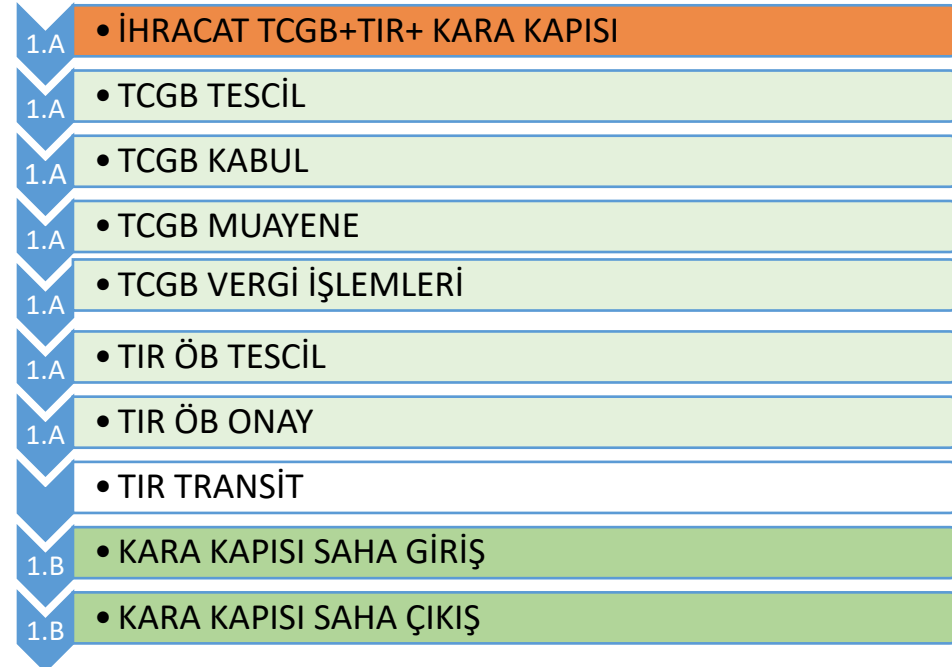 1.A • İHRACAT TCGB+TIR+ KARA KAPISI
1.A • TCGB TESCİL
1.A • TCGB KABUL
1.A • TCGB MUAYENE
1.A • TCGB VERGİ İŞLEMLERİ
1.A • TIR ÖB TESCİL
1.A • TIR ÖB ONAY
• TIR TRANSİT
1.B • KARA KAPISI SAHA GİRİŞ
1.B • KARA KAPISI SAHA ÇIKIŞ